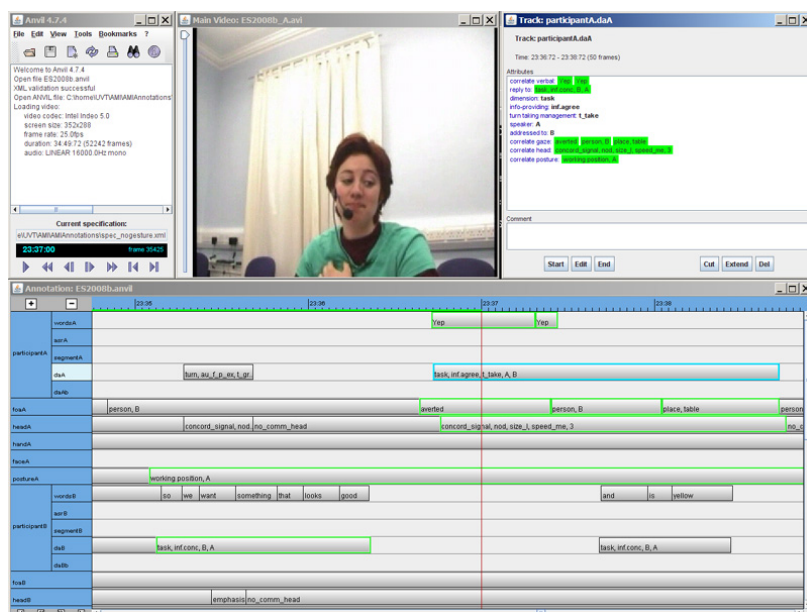 Anvil 4.7.4
File Edit View Tools Bookmarks ?
Welcome to Anvil 4.7.4
Open file ES2008b.anvil
XML validation successful
Open ANVIL file: C:\home\UVT\AMI\AMIAnnotations\
Loading video:
video codec: Intel Indeo 5.0
screen size: 352x288
frame rate: 25.0fps
duration: 34:49:72 (52242 frames)
audio: LINEAR 16000.0Hz mono
Current specification:
e\UVT\AMI\AMIAnnotations\spec_nogesture.xml
23:37:00 frame 35425
Main Video: ES2008b_A.avi
Track: participantA.daA
Track: participantA.daA
Time: 23:36:72 - 23:38:72 (50 frames)
Attributes
correlate verbal: Yep Yep
reply to: task, inf.conc, B, A
dimension: task
info-providing: inf.agree
turn taking management: t_take
speaker: A
addressed to: B
correlate gaze: averted person, B place, table
correlate head: concord_signal, nod, size_l, speed_me, 3
correlate posture: working position, A
Comment
Start Edit End Cut Extend Del
Annotation: ES2008b.anvil
23:35 23:36 23:37 23:38
participantA
wordsA Yep Yep
asrA
segmentA
daA turn, au_f_p_ex, t_gr. task, inf.agree, t_take, A, B
daAb
foaA person, B averted person, B place, table person
headA concord_signal, nod. no_comm_head concord_signal, nod, size_l, speed_me, 3 no_c
handA
faceA
postureA working position, A
participantB
wordsB so we want something that looks good and is yellow
asrB
segmentB
daB task, inf.conc, B, A task, inf.conc, B, A
daBb
foaB
headB emphasis no_comm_head